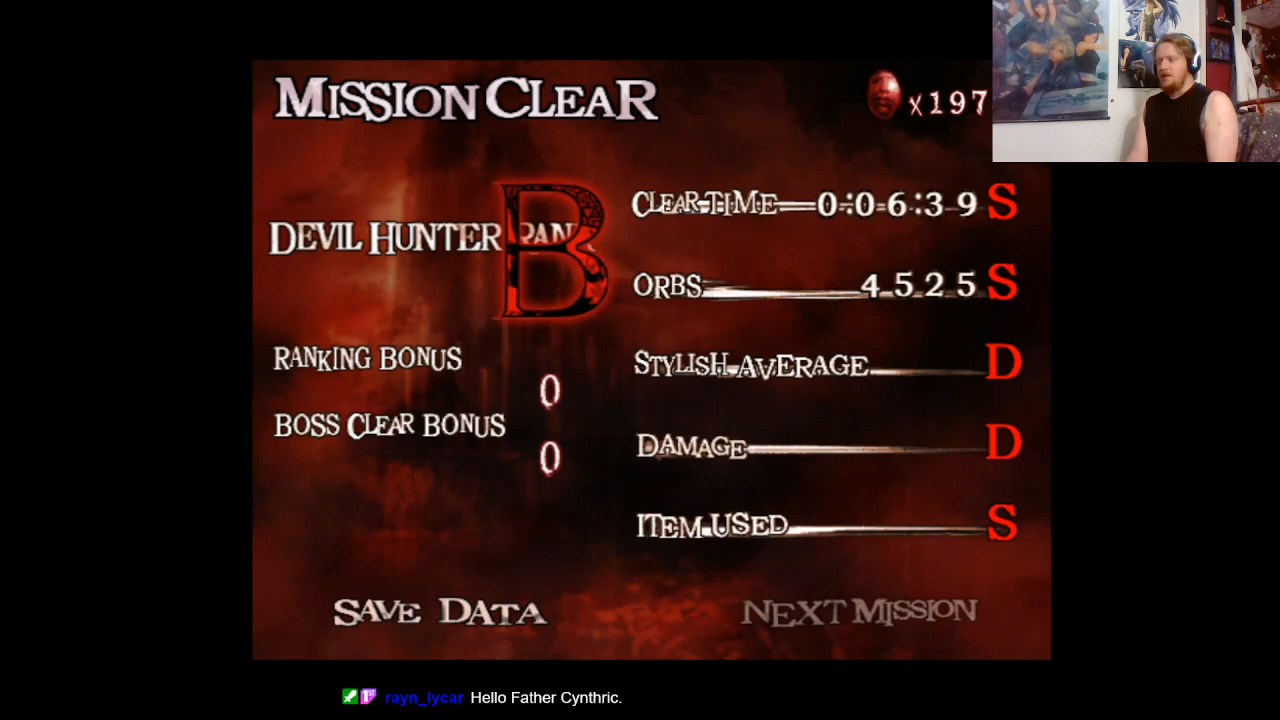 MISSION CLEAR
x197
DEVIL HUNTER RANK
B
CLEAR TIME 0:06:39 S
ORBS 4525 S
STYLISH AVERAGE D
DAMAGE D
ITEM USED S
RANKING BONUS
0
BOSS CLEAR BONUS
0
SAVE DATA
NEXT MISSION
rayn_lycar Hello Father Cynthric.